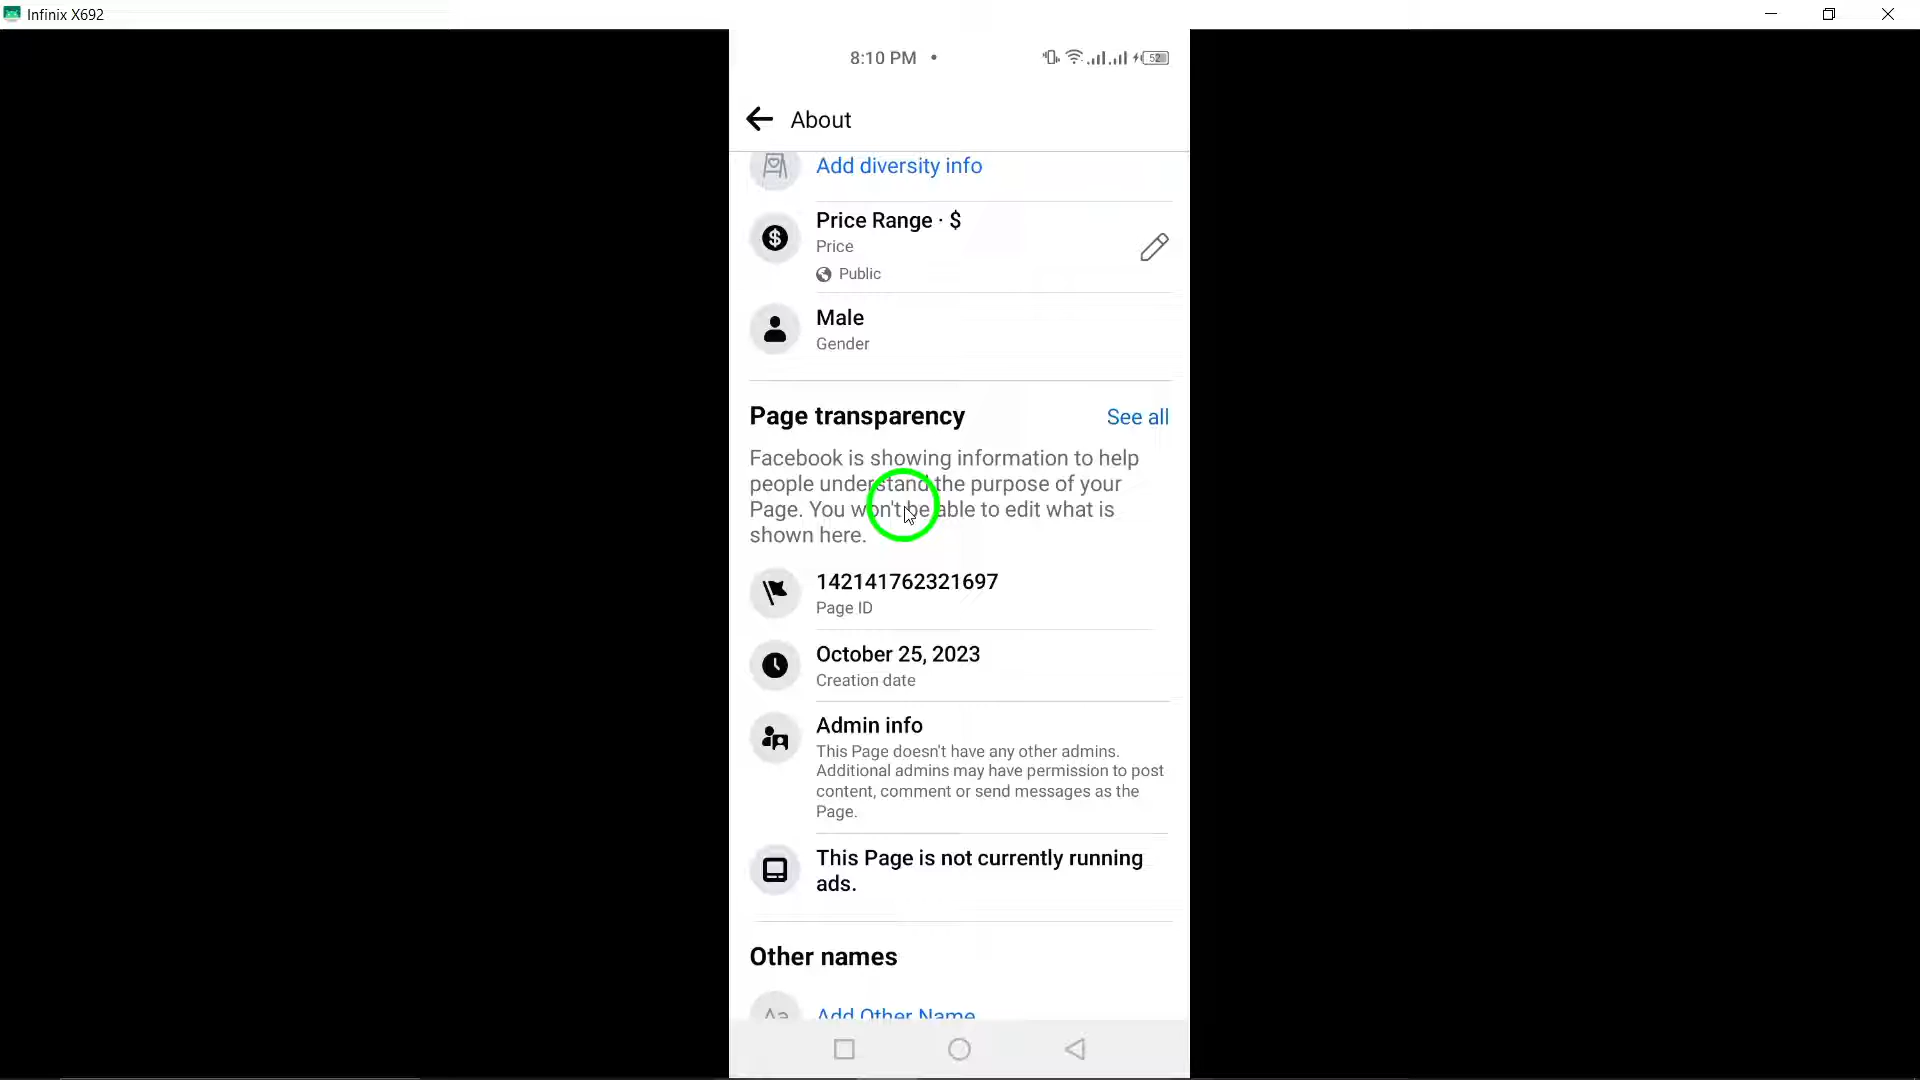 Infinix X692
8:10 PM •
52
About
Add diversity info
Price Range · $
Price
Public
Male
Gender
Page transparency
See all
Facebook is showing information to help
people understand the purpose of your
Page. You won't be able to edit what is
shown here.
142141762321697
Page ID
October 25, 2023
Creation date
Admin info
This Page doesn't have any other admins.
Additional admins may have permission to post
content, comment or send messages as the
Page.
This Page is not currently running
ads.
Other names
Aa
Add Other Name